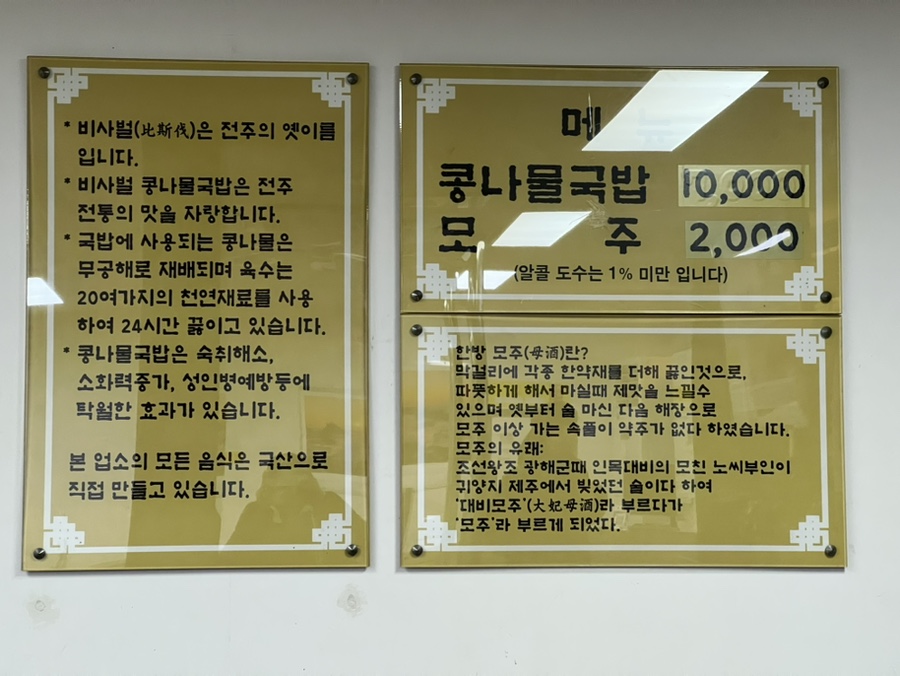 * 비사벌(比斯伐)은 전주의 옛이름
입니다.
* 비사벌 콩나물국밥은 전주
전통의 맛을 자랑합니다.
* 국밥에 사용되는 콩나물은
무공해로 재배되며 육수는
20여가지의 천연재료를 사용
하여 24시간 끓이고 있습니다.
* 콩나물국밥은 숙취해소,
소화력증가, 성인병예방등에
탁월한 효과가 있습니다.
본 업소의 모든 음식은 국산으로
직접 만들고 있습니다.
메뉴
콩나물국밥 10,000
모 주 2,000
(알콜 도수는 1% 미만 입니다)
한방 모주(母酒)란?
막걸리에 각종 한약재를 더해 끓인것으로,
따뜻하게 해서 마실때 제맛을 느낄수
있으며 옛부터 술 마신 다음 해장으로
모주 이상 가는 속풀이 약주가 없다 하였습니다.
모주의 유래:
조선왕조 광해군때 인목대비의 모친 노씨부인이
귀양지 제주에서 빚었던 술이다 하여
'대비모주'(大妃母酒)라 부르다가
'모주'라 부르게 되었다.